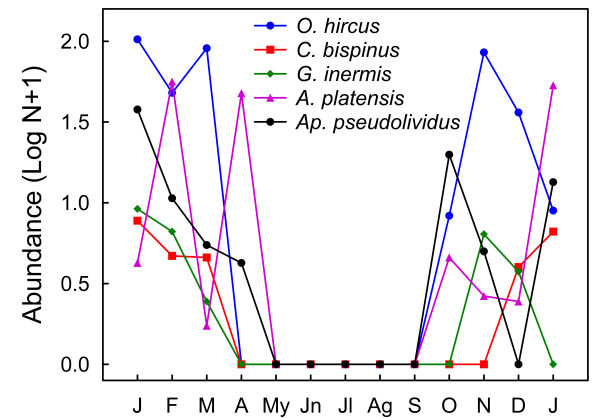 O. hircus
C. bispinus
G. inermis
A. platensis
Ap. pseudolividus
Abundance (Log N+1)
2.0
1.5
1.0
0.5
0.0
J F M A My Jn Jl Ag S O N D J